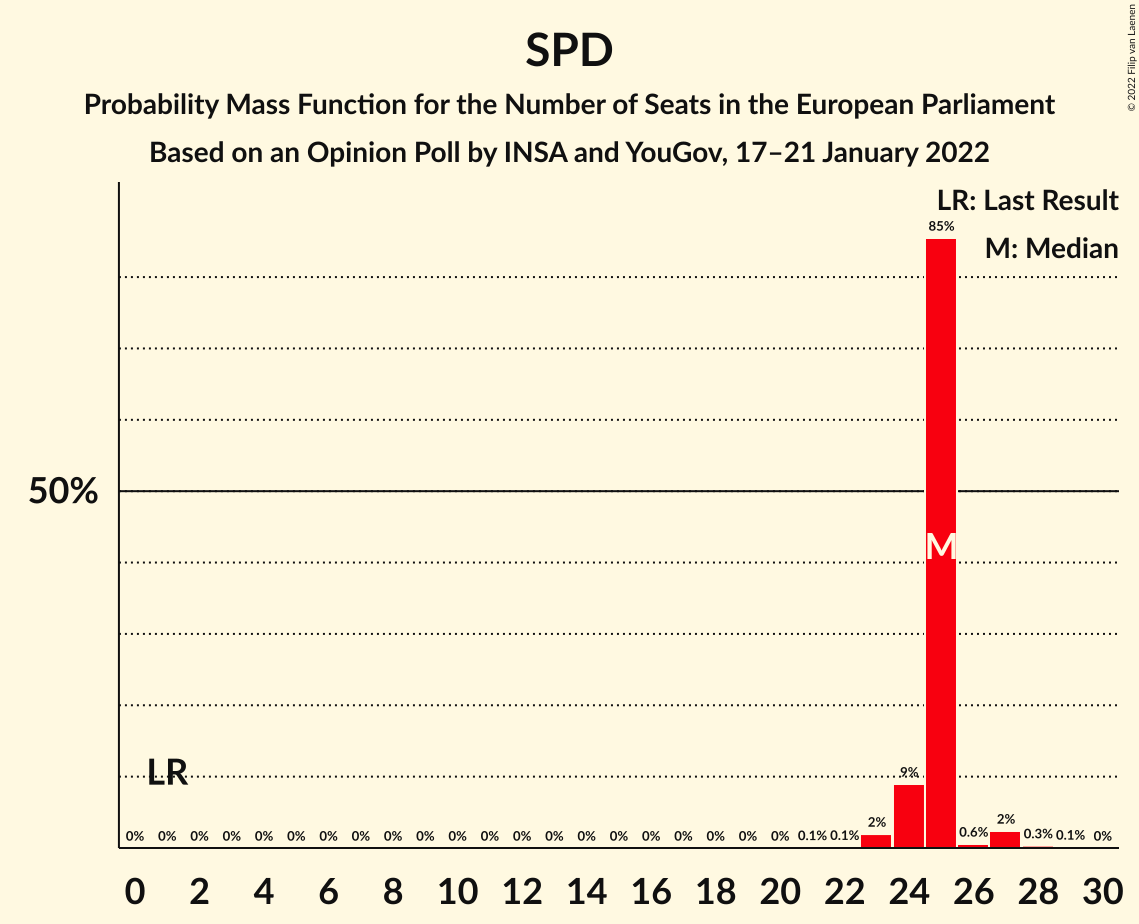 SPD
Probability Mass Function for the Number of Seats in the European Parliament
Based on an Opinion Poll by INSA and YouGov, 17–21 January 2022
© 2022 Filip van Laenen
LR: Last Result
M: Median
85%
50%
M
LR
0% 0% 0% 0% 0% 0% 0% 0% 0% 0% 0% 0% 0% 0% 0% 0% 0% 0% 0% 0% 0% 0.1% 0.1% 2% 9% 0.6% 2% 0.3% 0.1% 0%
0 2 4 6 8 10 12 14 16 18 20 22 24 26 28 30